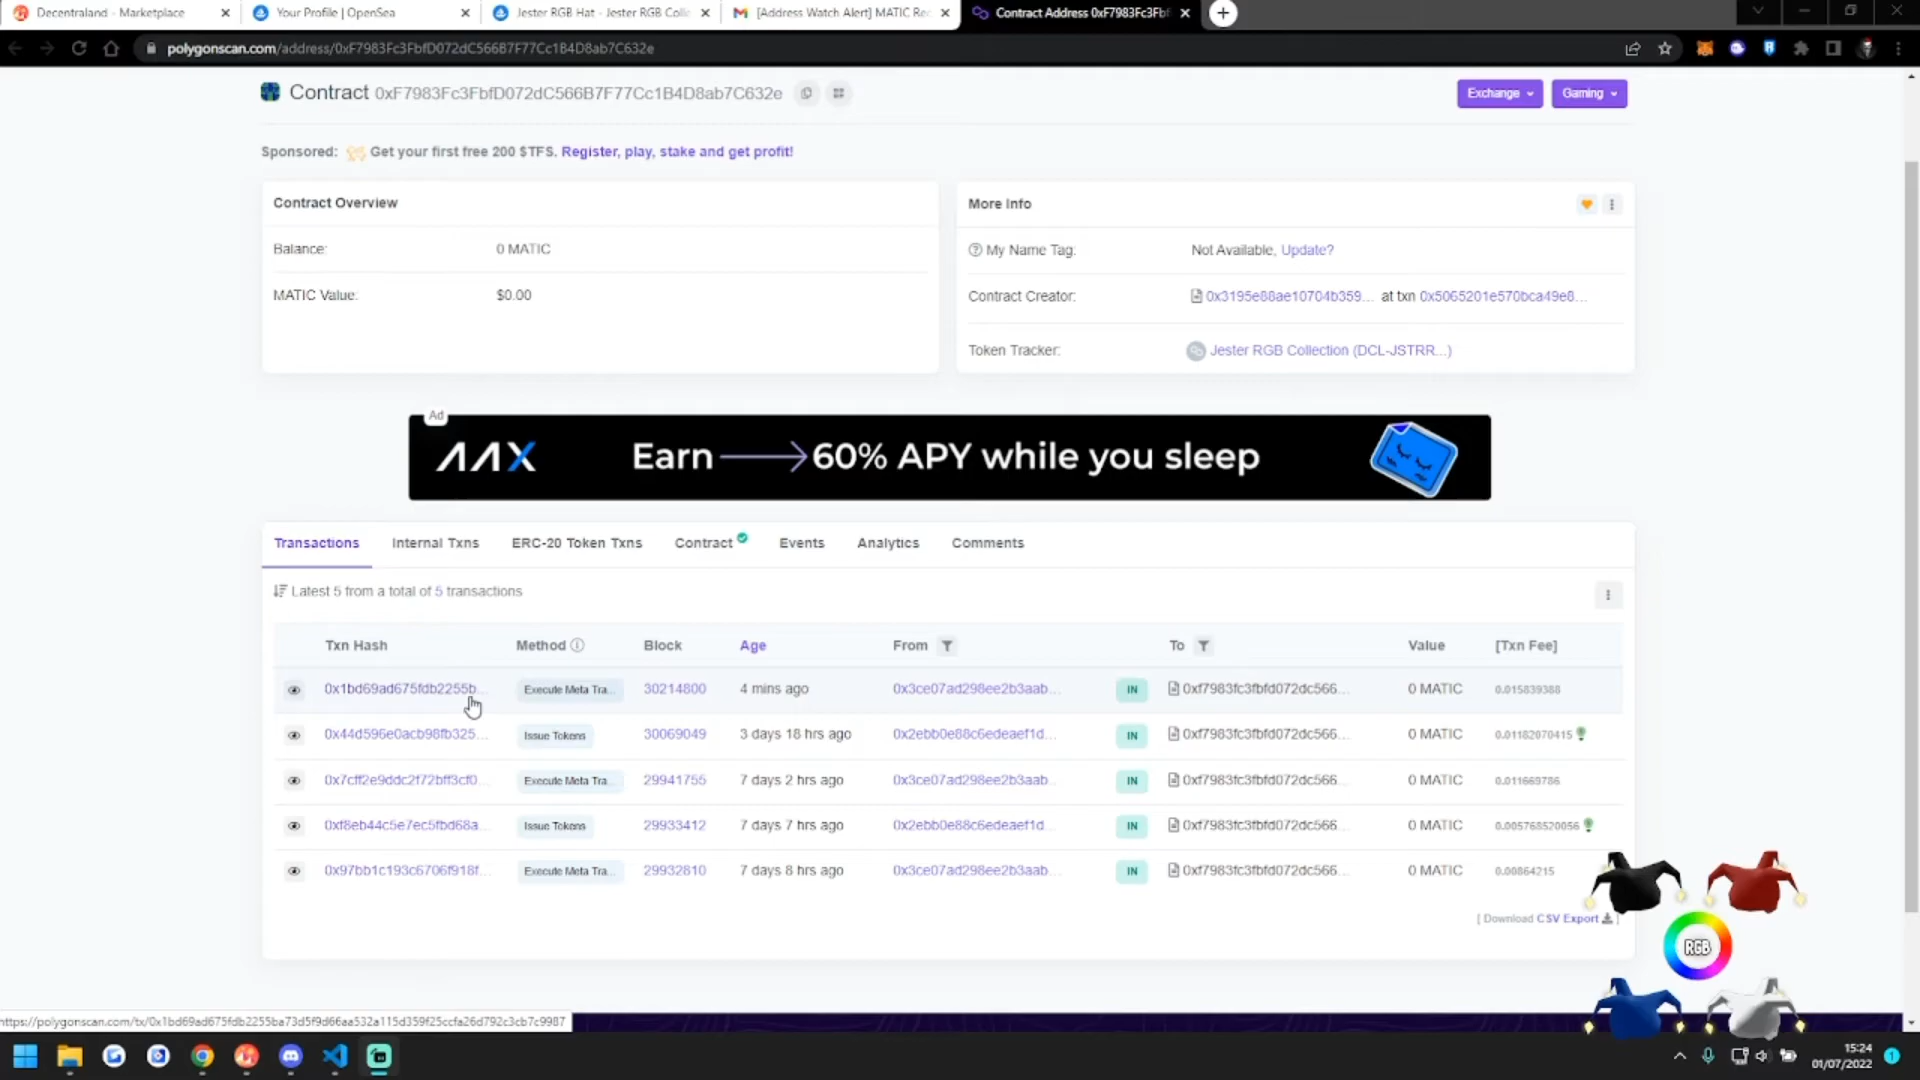 Decentraland - Marketplace
Your Profile | OpenSea
Jester RGB Hat - Jester RGB Colle
[Address Watch Alert] MATIC Rec
Contract Address 0xF7983Fc3Fbf
polygonscan.com/address/0xF7983Fc3FbfD072dC566B7F77Cc1B4D8ab7C632e
Contract 0xF7983Fc3FbfD072dC566B7F77Cc1B4D8ab7C632e
Exchange
Gaming
Sponsored: Get your first free 200 $TFS. Register, play, stake and get profit!
Contract Overview
Balance: 0 MATIC
MATIC Value: $0.00
More Info
My Name Tag: Not Available, Update?
Contract Creator: 0x3195e88ae10704b359... at txn 0x5065201e570bca49e8...
Token Tracker: Jester RGB Collection (DCL-JSTRR...)
Ad
AAX Earn 60% APY while you sleep
Transactions Internal Txns ERC-20 Token Txns Contract Events Analytics Comments
Latest 5 from a total of 5 transactions
Txn Hash Method Block Age From To Value [Txn Fee]
0x1bd69ad675fdb2255b... Execute Meta Tra... 30214800 4 mins ago 0x3ce07ad298ee2b3aab... IN 0xf7983fc3fbfd072dc566... 0 MATIC 0.015839388
0x44d596e0acb98fb325... Issue Tokens 30069049 3 days 18 hrs ago 0x2ebb0e88c6edeaef1d... IN 0xf7983fc3fbfd072dc566... 0 MATIC 0.01182070415
0x7cff2e9ddc2f72bff3cf0... Execute Meta Tra... 29941755 7 days 2 hrs ago 0x3ce07ad298ee2b3aab... IN 0xf7983fc3fbfd072dc566... 0 MATIC 0.011669786
0xf8eb44c5e7ec5fbd68a... Issue Tokens 29933412 7 days 7 hrs ago 0x2ebb0e88c6edeaef1d... IN 0xf7983fc3fbfd072dc566... 0 MATIC 0.005768520056
0x97bb1c193c6706f918f... Execute Meta Tra... 29932810 7 days 8 hrs ago 0x3ce07ad298ee2b3aab... IN 0xf7983fc3fbfd072dc566... 0 MATIC 0.00864215
[ Download CSV Export ]
RGB
https://polygonscan.com/tx/0x1bd69ad675fdb2255ba73d5f9d66aa532a115d359f25ccfa26d792c3cb7c9987
15:24
01/07/2022
1